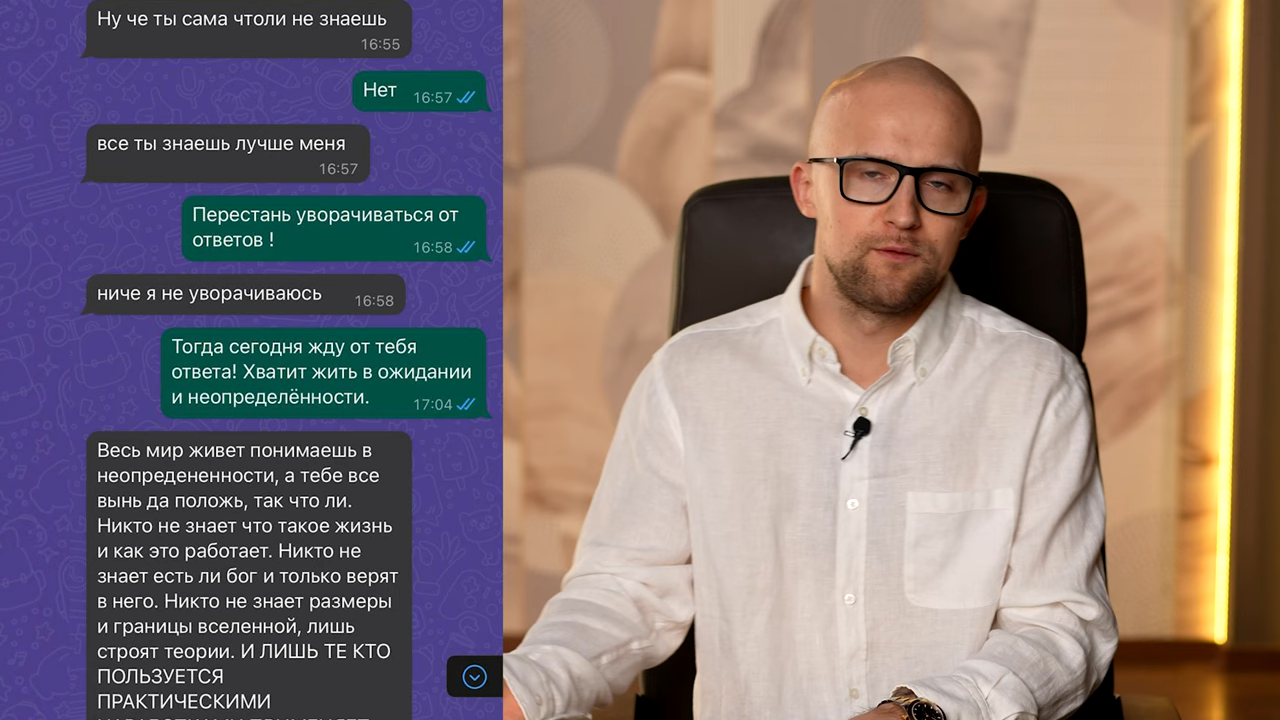 Ну че ты сама чтоли не знаешь
16:55
Нет 16:57
все ты знаешь лучше меня
16:57
Перестань уворачиваться от
ответов ! 16:58
ниче я не уворачиваюсь 16:58
Тогда сегодня жду от тебя
ответа! Хватит жить в ожидании
и неопределённости. 17:04
Весь мир живет понимаешь в
неопредененности, а тебе все
вынь да положь, так что ли.
Никто не знает что такое жизнь
и как это работает. Никто не
знает есть ли бог и только верят
в него. Никто не знает размеры
и границы вселенной, лишь
строят теории. И ЛИШЬ ТЕ КТО
ПОЛЬЗУЕТСЯ
ПРАКТИЧЕСКИМИ